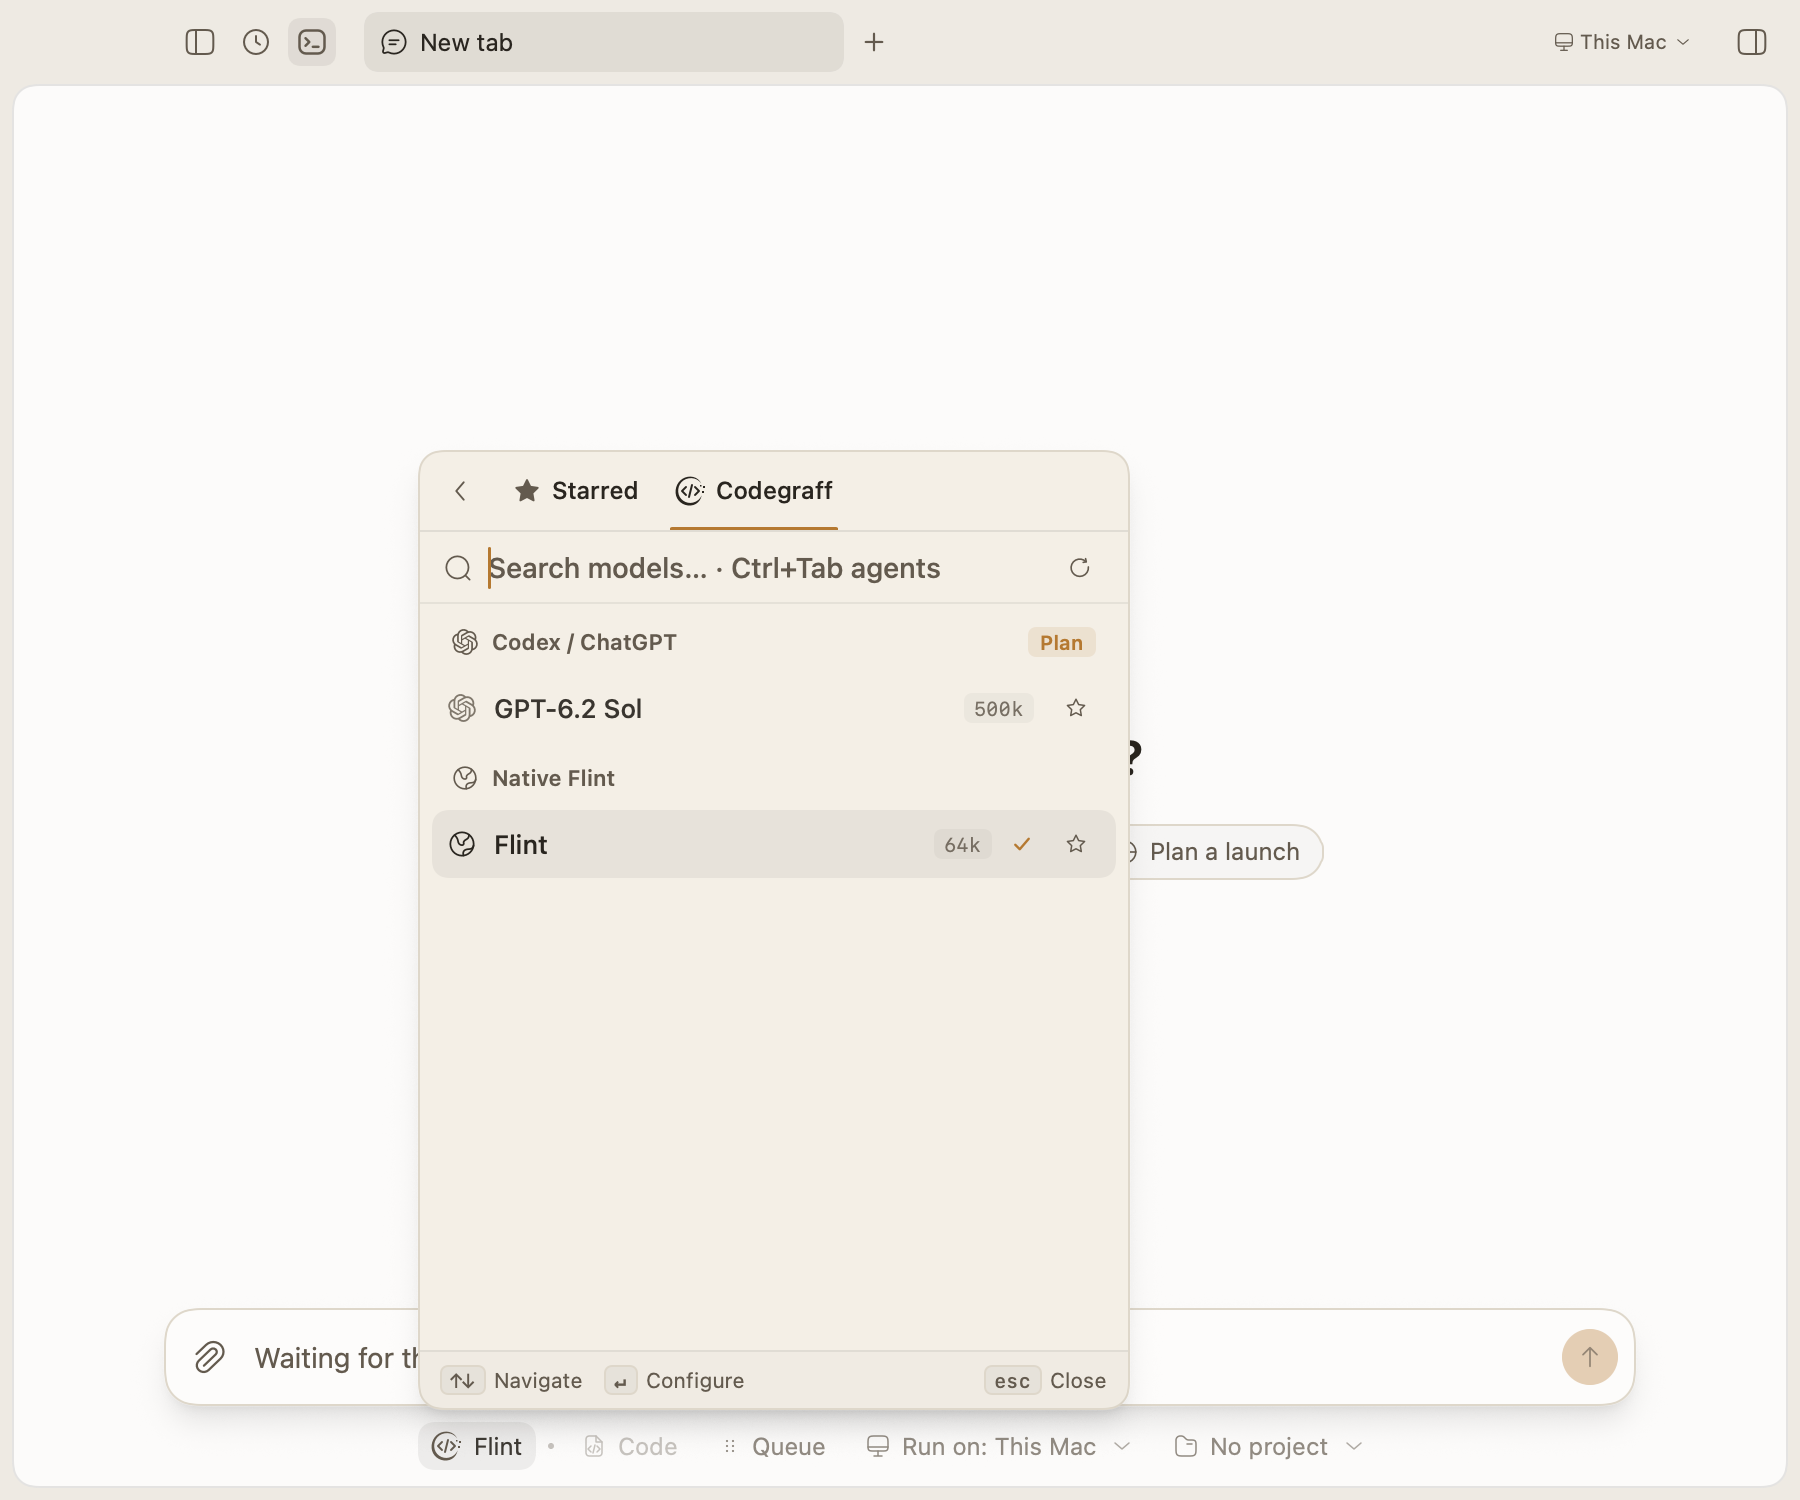 New tab
This Mac
Starred
Codegraff
Search models... · Ctrl+Tab agents
Codex / ChatGPT
Plan
GPT-6.2 Sol
500k
Native Flint
?
Flint
64k
Plan a launch
Waiting for
↑↓ Navigate
↵ Configure
esc Close
Flint
Code
Queue
Run on: This Mac
No project